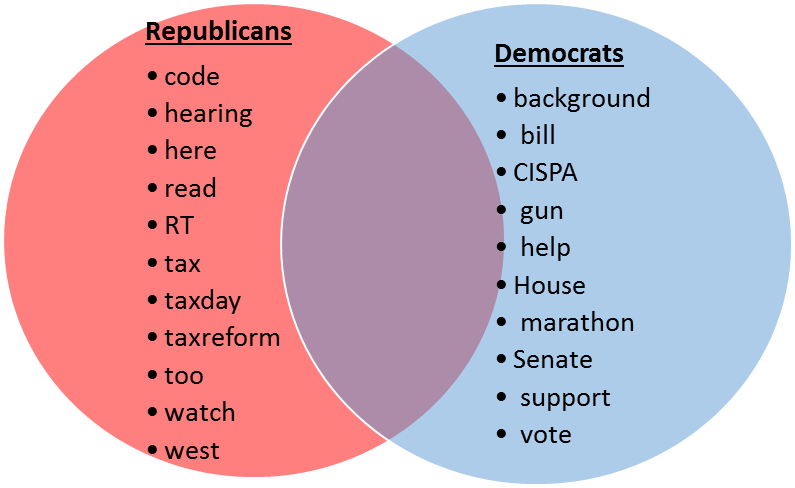 Republicans
• code
• hearing
• here
• read
• RT
• tax
• taxday
• taxreform
• too
• watch
• west
Democrats
• background
• bill
• CISPA
• gun
• help
• House
• marathon
• Senate
• support
• vote